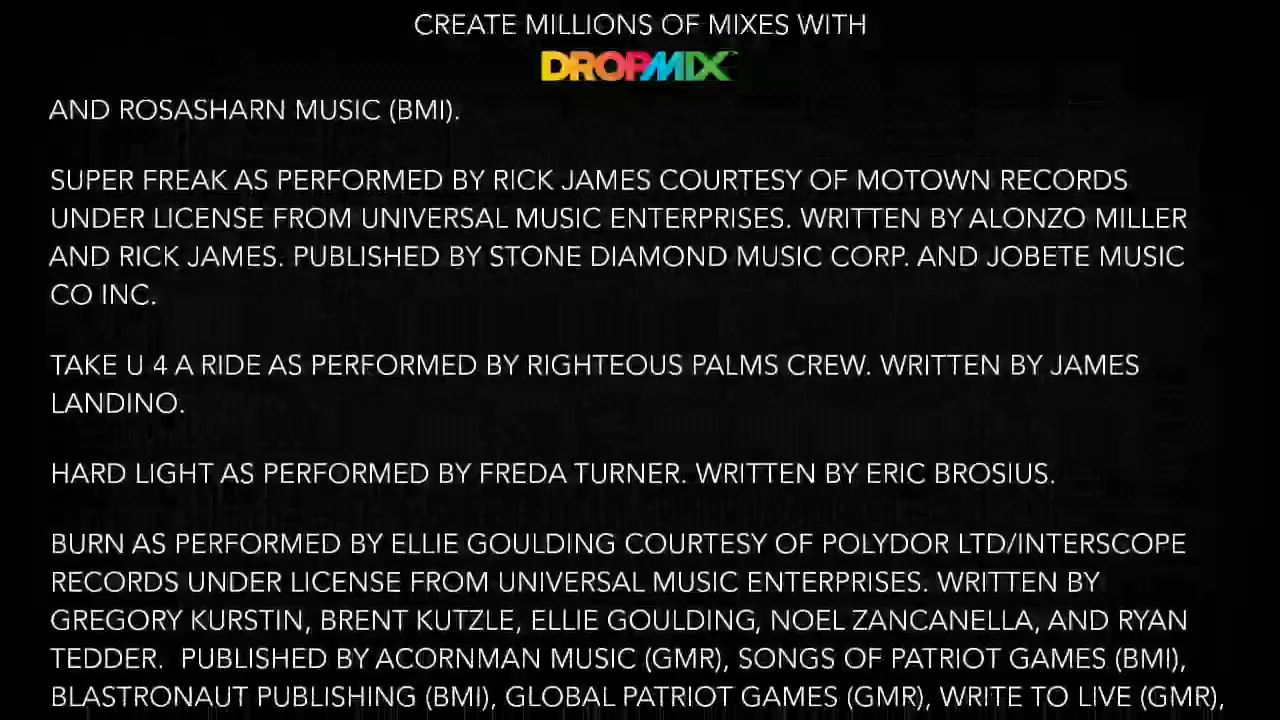 CREATE MILLIONS OF MIXES WITH
DROPMIX
AND ROSASHARN MUSIC (BMI).
SUPER FREAK AS PERFORMED BY RICK JAMES COURTESY OF MOTOWN RECORDS
UNDER LICENSE FROM UNIVERSAL MUSIC ENTERPRISES. WRITTEN BY ALONZO MILLER
AND RICK JAMES. PUBLISHED BY STONE DIAMOND MUSIC CORP. AND JOBETE MUSIC
CO INC.
TAKE U 4 A RIDE AS PERFORMED BY RIGHTEOUS PALMS CREW. WRITTEN BY JAMES
LANDINO.
HARD LIGHT AS PERFORMED BY FREDA TURNER. WRITTEN BY ERIC BROSIUS.
BURN AS PERFORMED BY ELLIE GOULDING COURTESY OF POLYDOR LTD/INTERSCOPE
RECORDS UNDER LICENSE FROM UNIVERSAL MUSIC ENTERPRISES. WRITTEN BY
GREGORY KURSTIN, BRENT KUTZLE, ELLIE GOULDING, NOEL ZANCANELLA, AND RYAN
TEDDER.  PUBLISHED BY ACORNMAN MUSIC (GMR), SONGS OF PATRIOT GAMES (BMI),
BLASTRONAUT PUBLISHING (BMI), GLOBAL PATRIOT GAMES (GMR), WRITE TO LIVE (GMR),